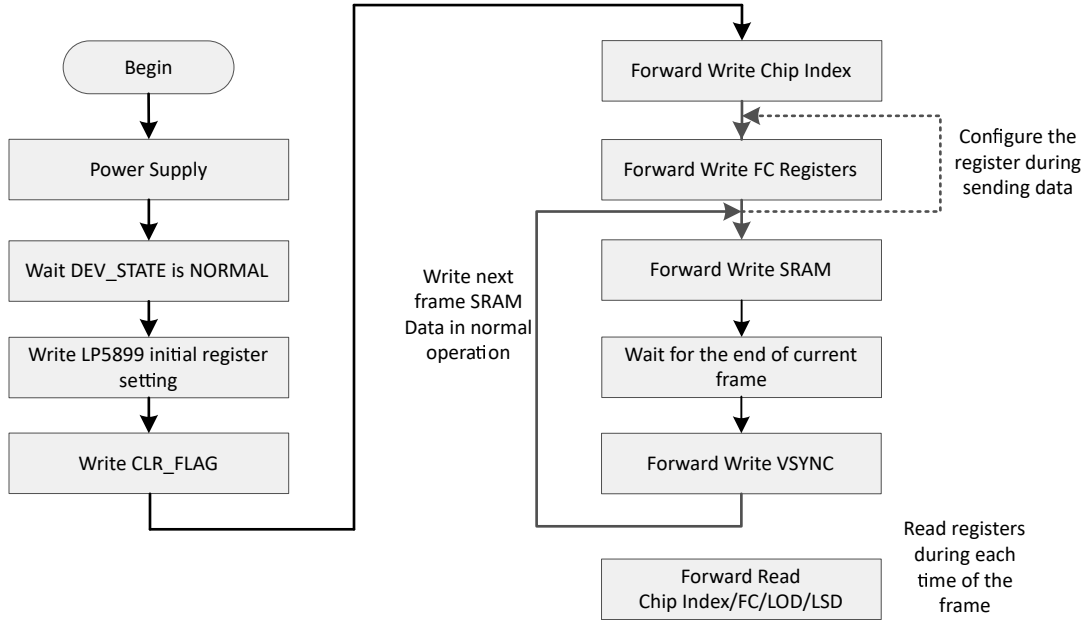 Begin
Power Supply
Wait DEV_STATE is NORMAL
Write LP5899 initial register
setting
Write CLR_FLAG
Forward Write Chip Index
Configure the
register during
sending data
Forward Write FC Registers
Write next
frame SRAM
Data in normal
operation
Forward Write SRAM
Wait for the end of current
frame
Forward Write VSYNC
Read registers
during each
time of the
frame
Forward Read
Chip Index/FC/LOD/LSD